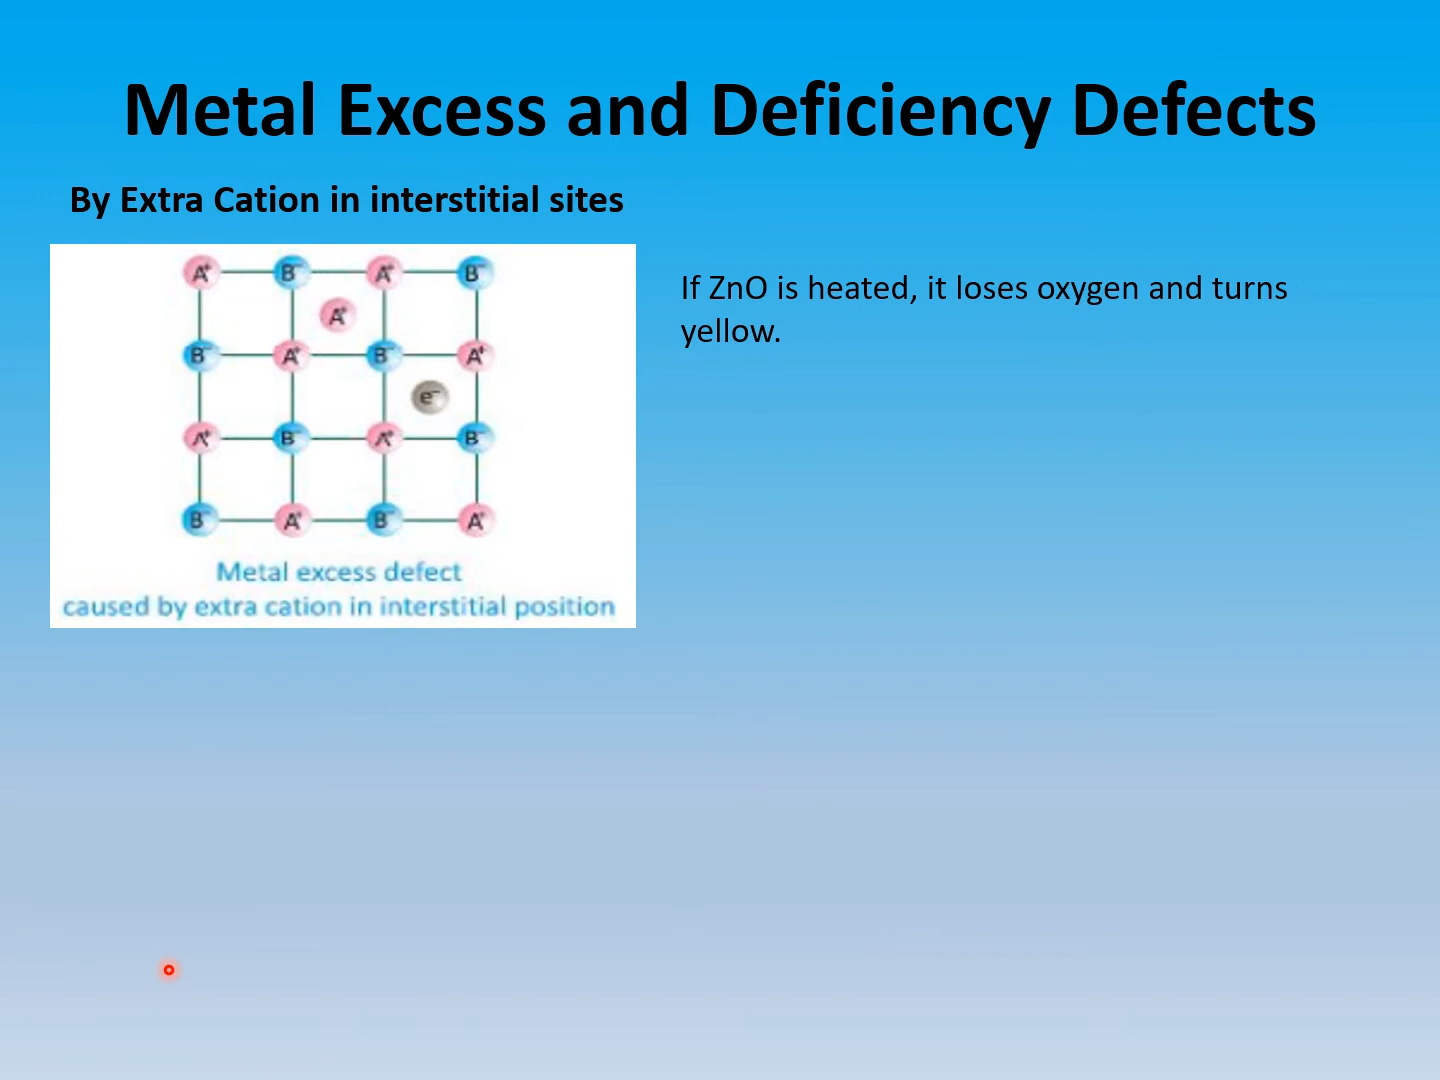 Metal Excess and Deficiency Defects
By Extra Cation in interstitial sites
A⁺ B⁻ A⁺ B⁻
A⁺
B⁻ A⁺ B⁻ A⁺
e⁻
A⁺ B⁻ A⁺ B⁻
B⁻ A⁺ B⁻ A⁺
Metal excess defect
caused by extra cation in interstitial position
If ZnO is heated, it loses oxygen and turns
yellow.